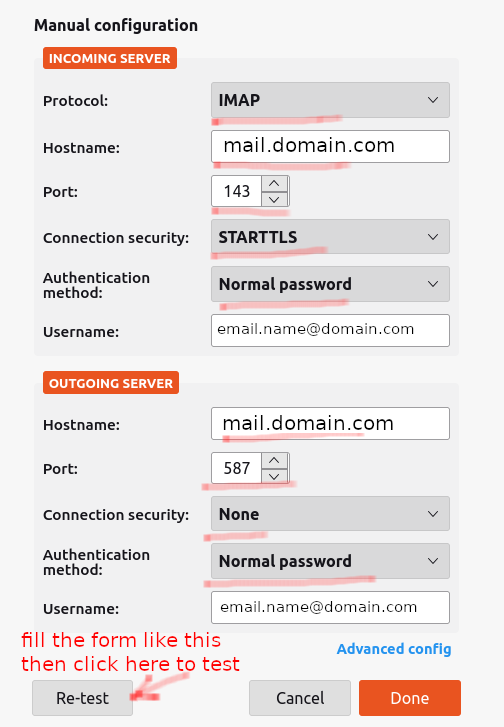 Manual configuration
INCOMING SERVER
Protocol: IMAP
Hostname: mail.domain.com
Port: 143
Connection security: STARTTLS
Authentication
method: Normal password
Username: email.name@domain.com
OUTGOING SERVER
Hostname: mail.domain.com
Port: 587
Connection security: None
Authentication
method: Normal password
Username: email.name@domain.com
fill the form like this
Advanced config
then click here to test
Re-test Cancel Done